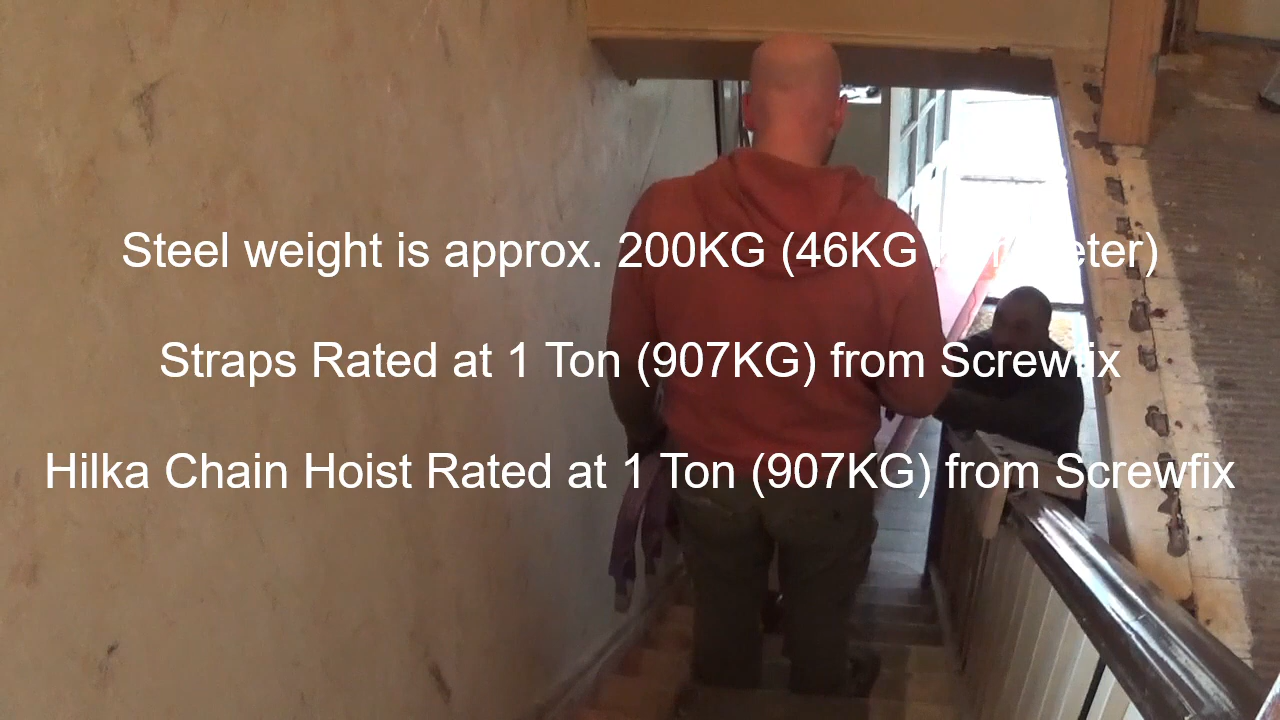 Steel weight is approx. 200KG (46KG eter)
Straps Rated at 1 Ton (907KG) from Screwfix
Hilka Chain Hoist Rated at 1 Ton (907KG) from Screwfix